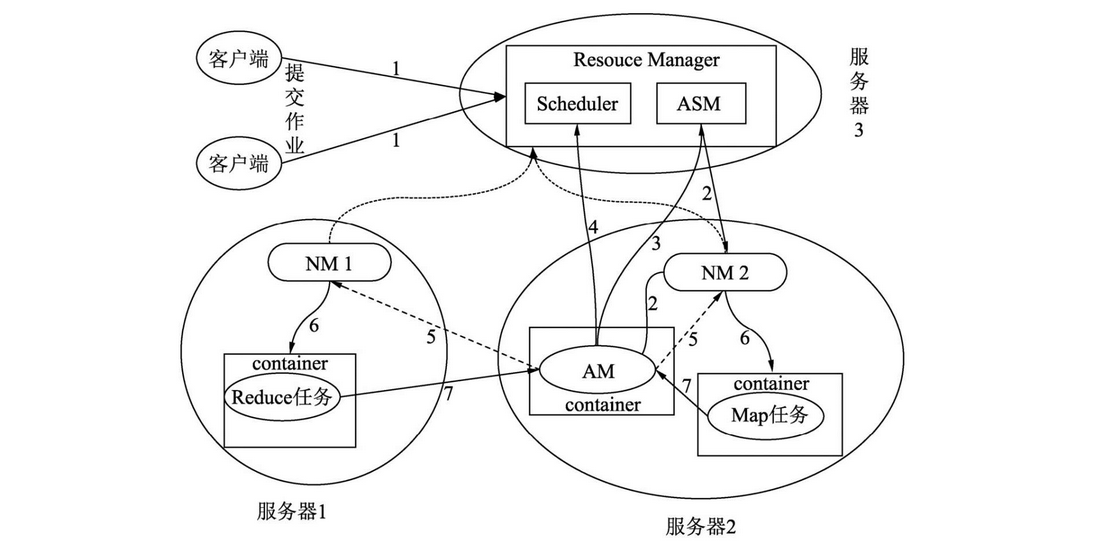 客户端
提交作业
1
Resouce Manager
Scheduler
ASM
服务器3
客户端
1
2
4
3
NM 1
NM 2
2
6
5
5
6
container
Reduce任务
7
AM
container
7
container
Map任务
服务器1
服务器2